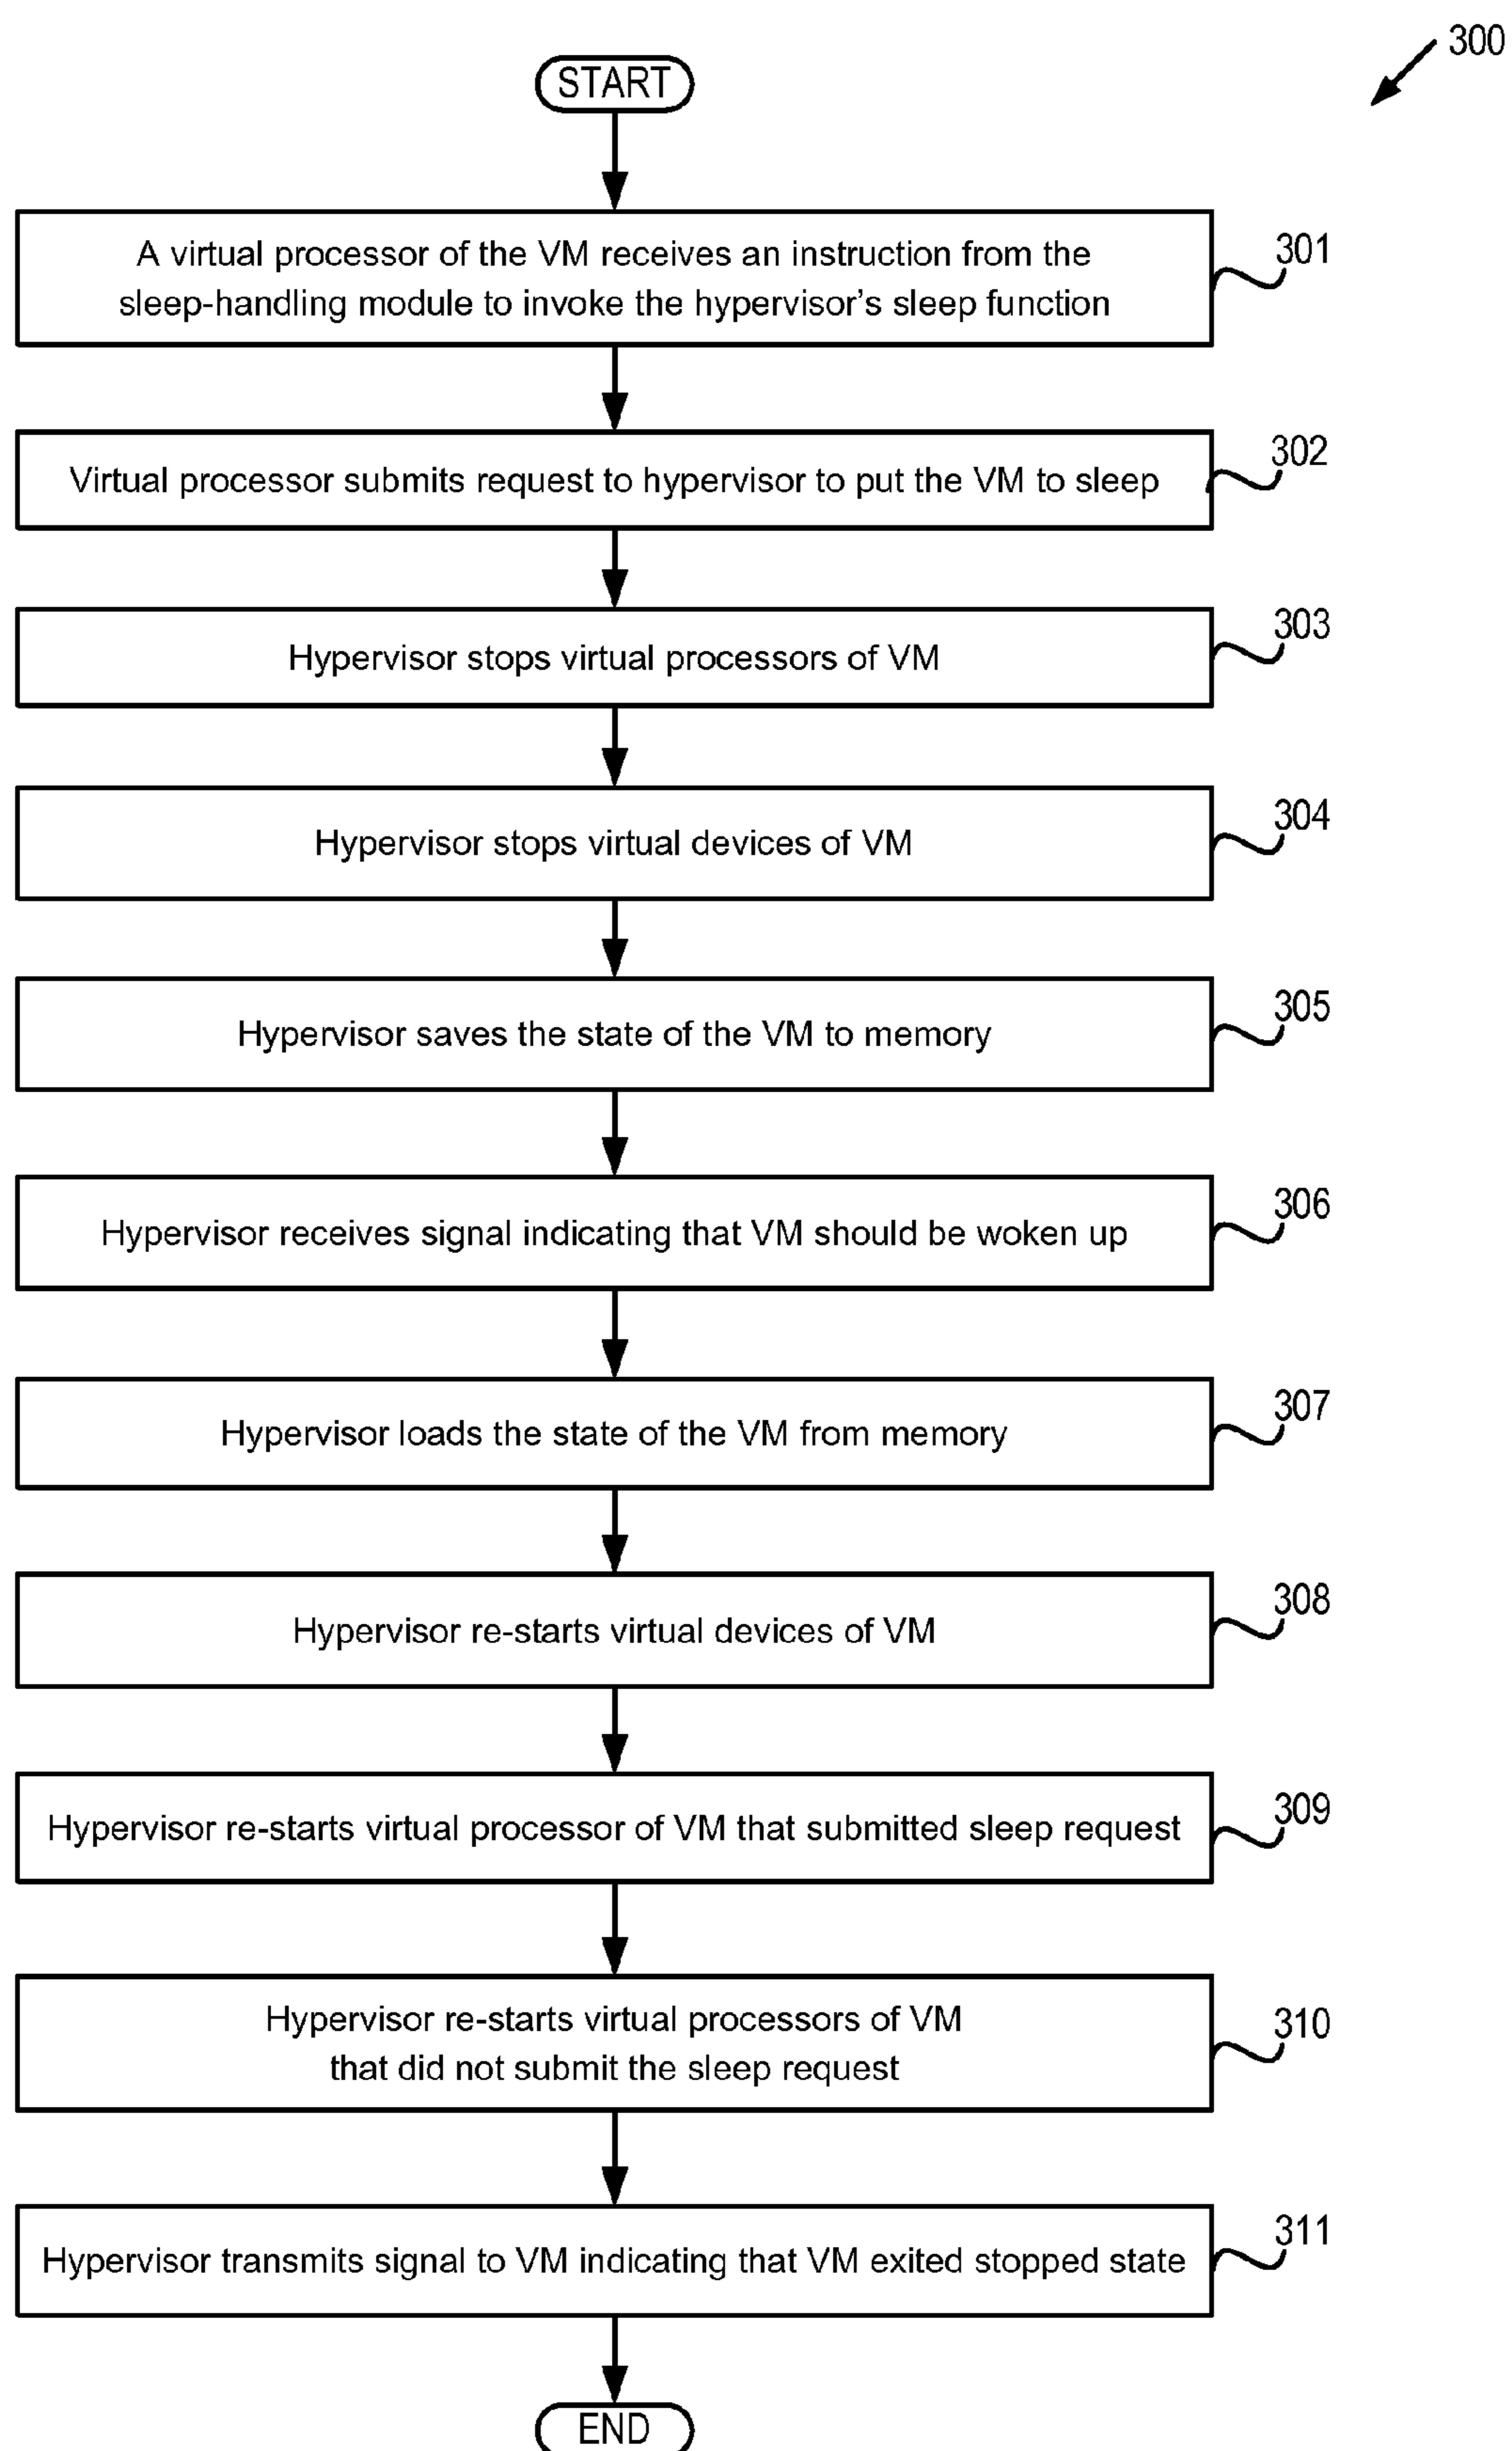 300
START
A virtual processor of the VM receives an instruction from the
sleep-handling module to invoke the hypervisor's sleep function
301
Virtual processor submits request to hypervisor to put the VM to sleep
302
Hypervisor stops virtual processors of VM
303
Hypervisor stops virtual devices of VM
304
Hypervisor saves the state of the VM to memory
305
Hypervisor receives signal indicating that VM should be woken up
306
Hypervisor loads the state of the VM from memory
307
Hypervisor re-starts virtual devices of VM
308
Hypervisor re-starts virtual processor of VM that submitted sleep request
309
Hypervisor re-starts virtual processors of VM
that did not submit the sleep request
310
Hypervisor transmits signal to VM indicating that VM exited stopped state
311
END